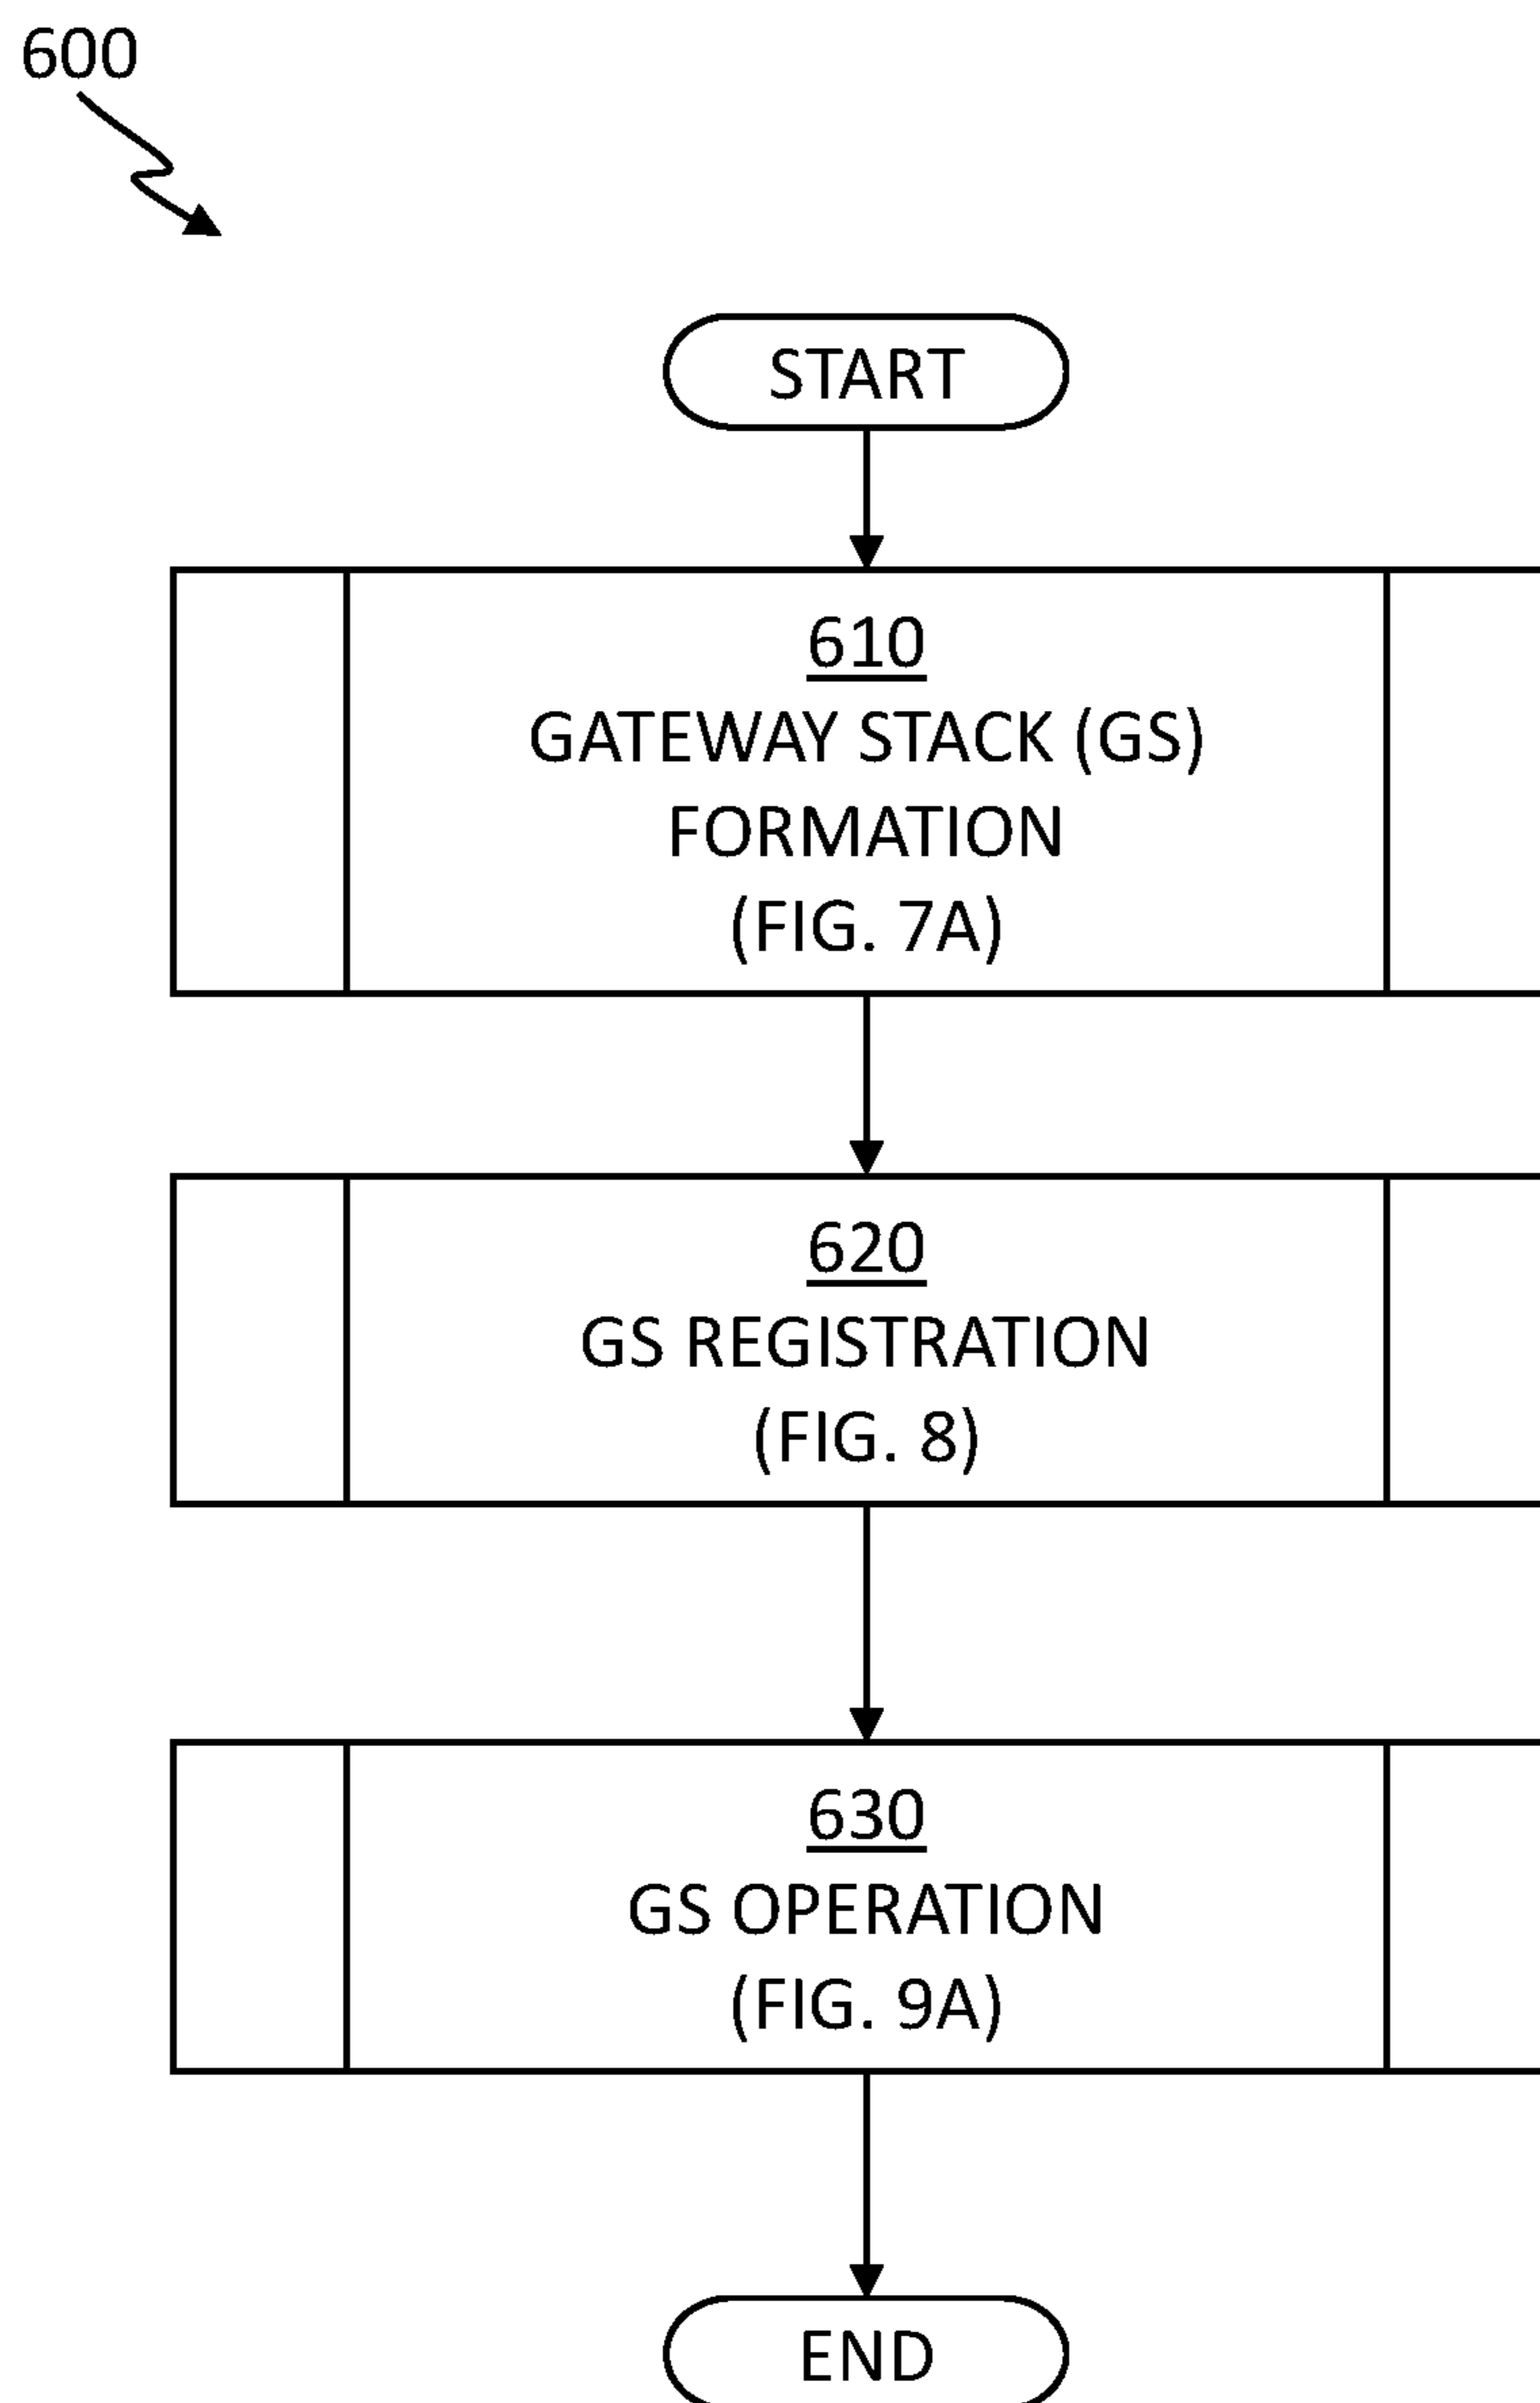 600
START
610
GATEWAY STACK (GS)
FORMATION
(FIG. 7A)
620
GS REGISTRATION
(FIG. 8)
630
GS OPERATION
(FIG. 9A)
END